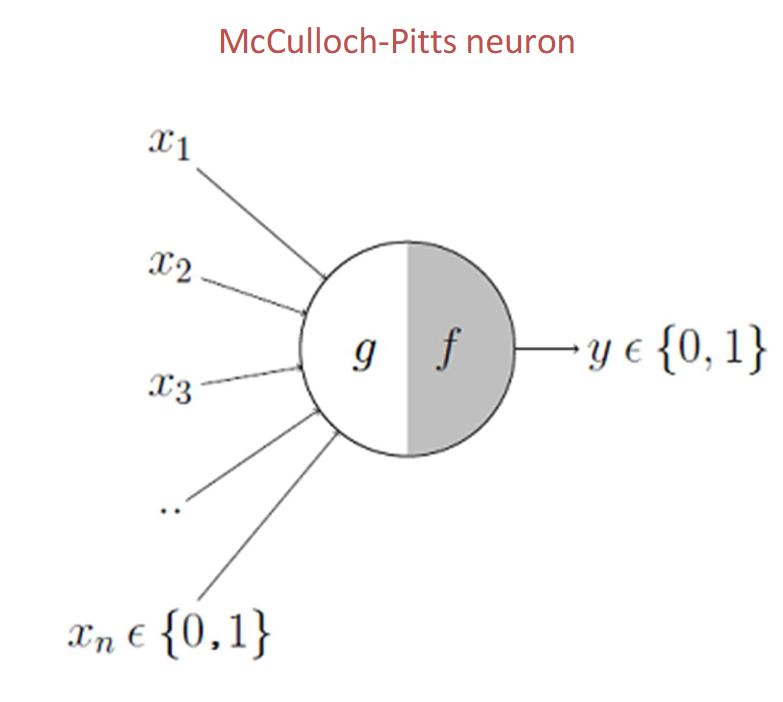 McCulloch-Pitts neuron
x₁
x₂
x₃
g f y ϵ {0, 1}
..
xₙ ϵ {0,1}